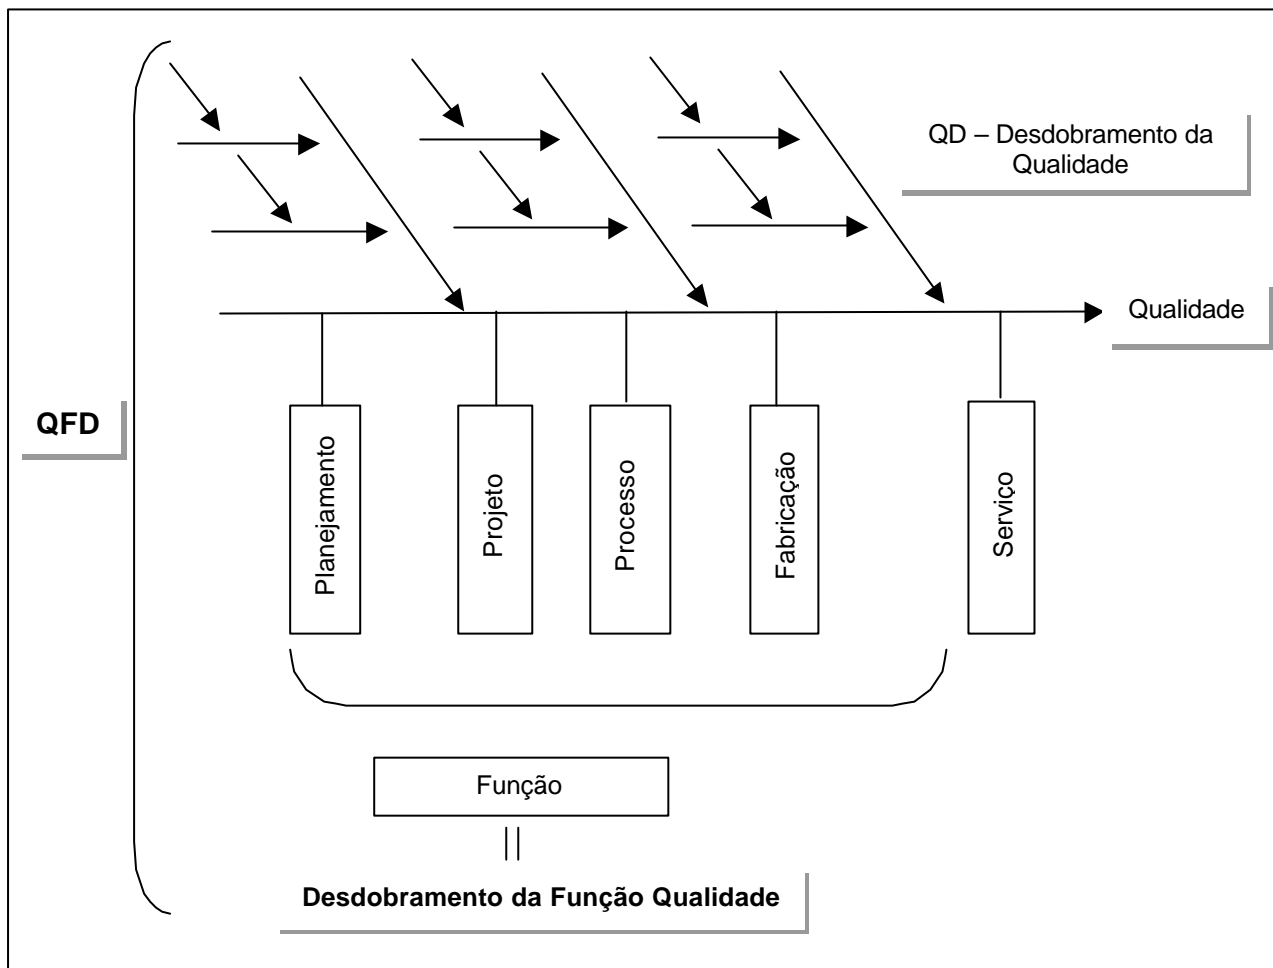 QD – Desdobramento da
Qualidade
Qualidade
QFD
Planejamento
Projeto
Processo
Fabricação
Serviço
Função
Desdobramento da Função Qualidade